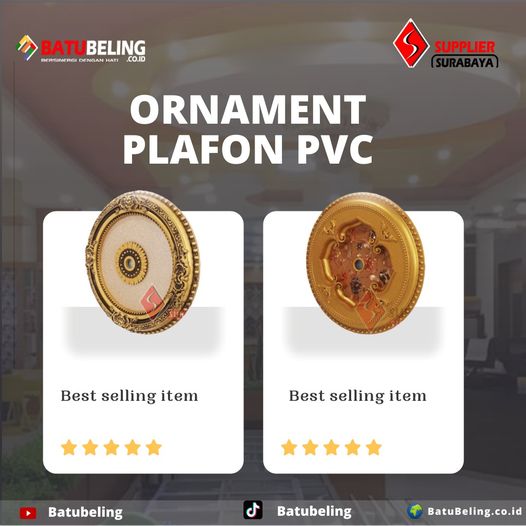 BATUBELING
.CO.ID
BERSINERGI DENGAN HATI
SUPPLIER
SURABAYA
ORNAMENT
PLAFON PVC
Best selling item
Best selling item
Batubeling
Batubeling
BatuBeling.co.id